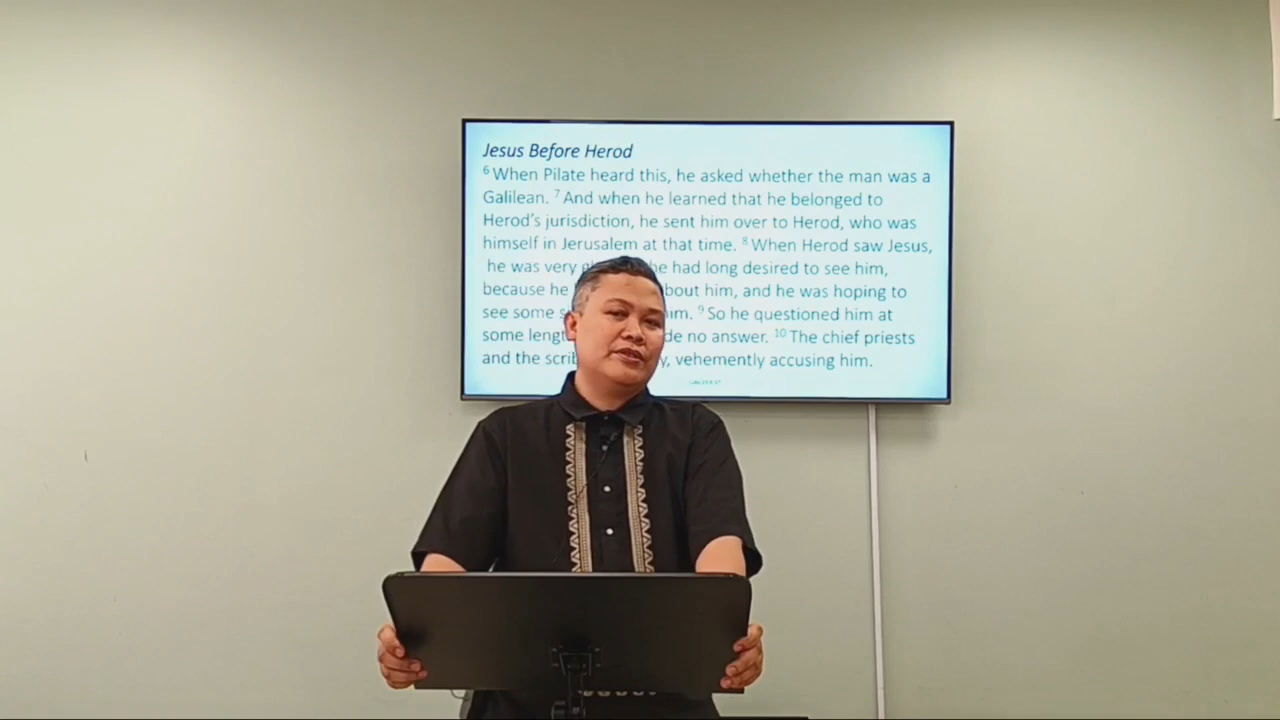 Jesus Before Herod
6 When Pilate heard this, he asked whether the man was a
Galilean. 7 And when he learned that he belonged to
Herod's jurisdiction, he sent him over to Herod, who was
himself in Jerusalem at that time. 8 When Herod saw Jesus,
he was very he had long desired to see him,
because he bout him, and he was hoping to
see some him. 9 So he questioned him at
some de no answer. 10 The chief priests
and the y, vehemently accusing him.